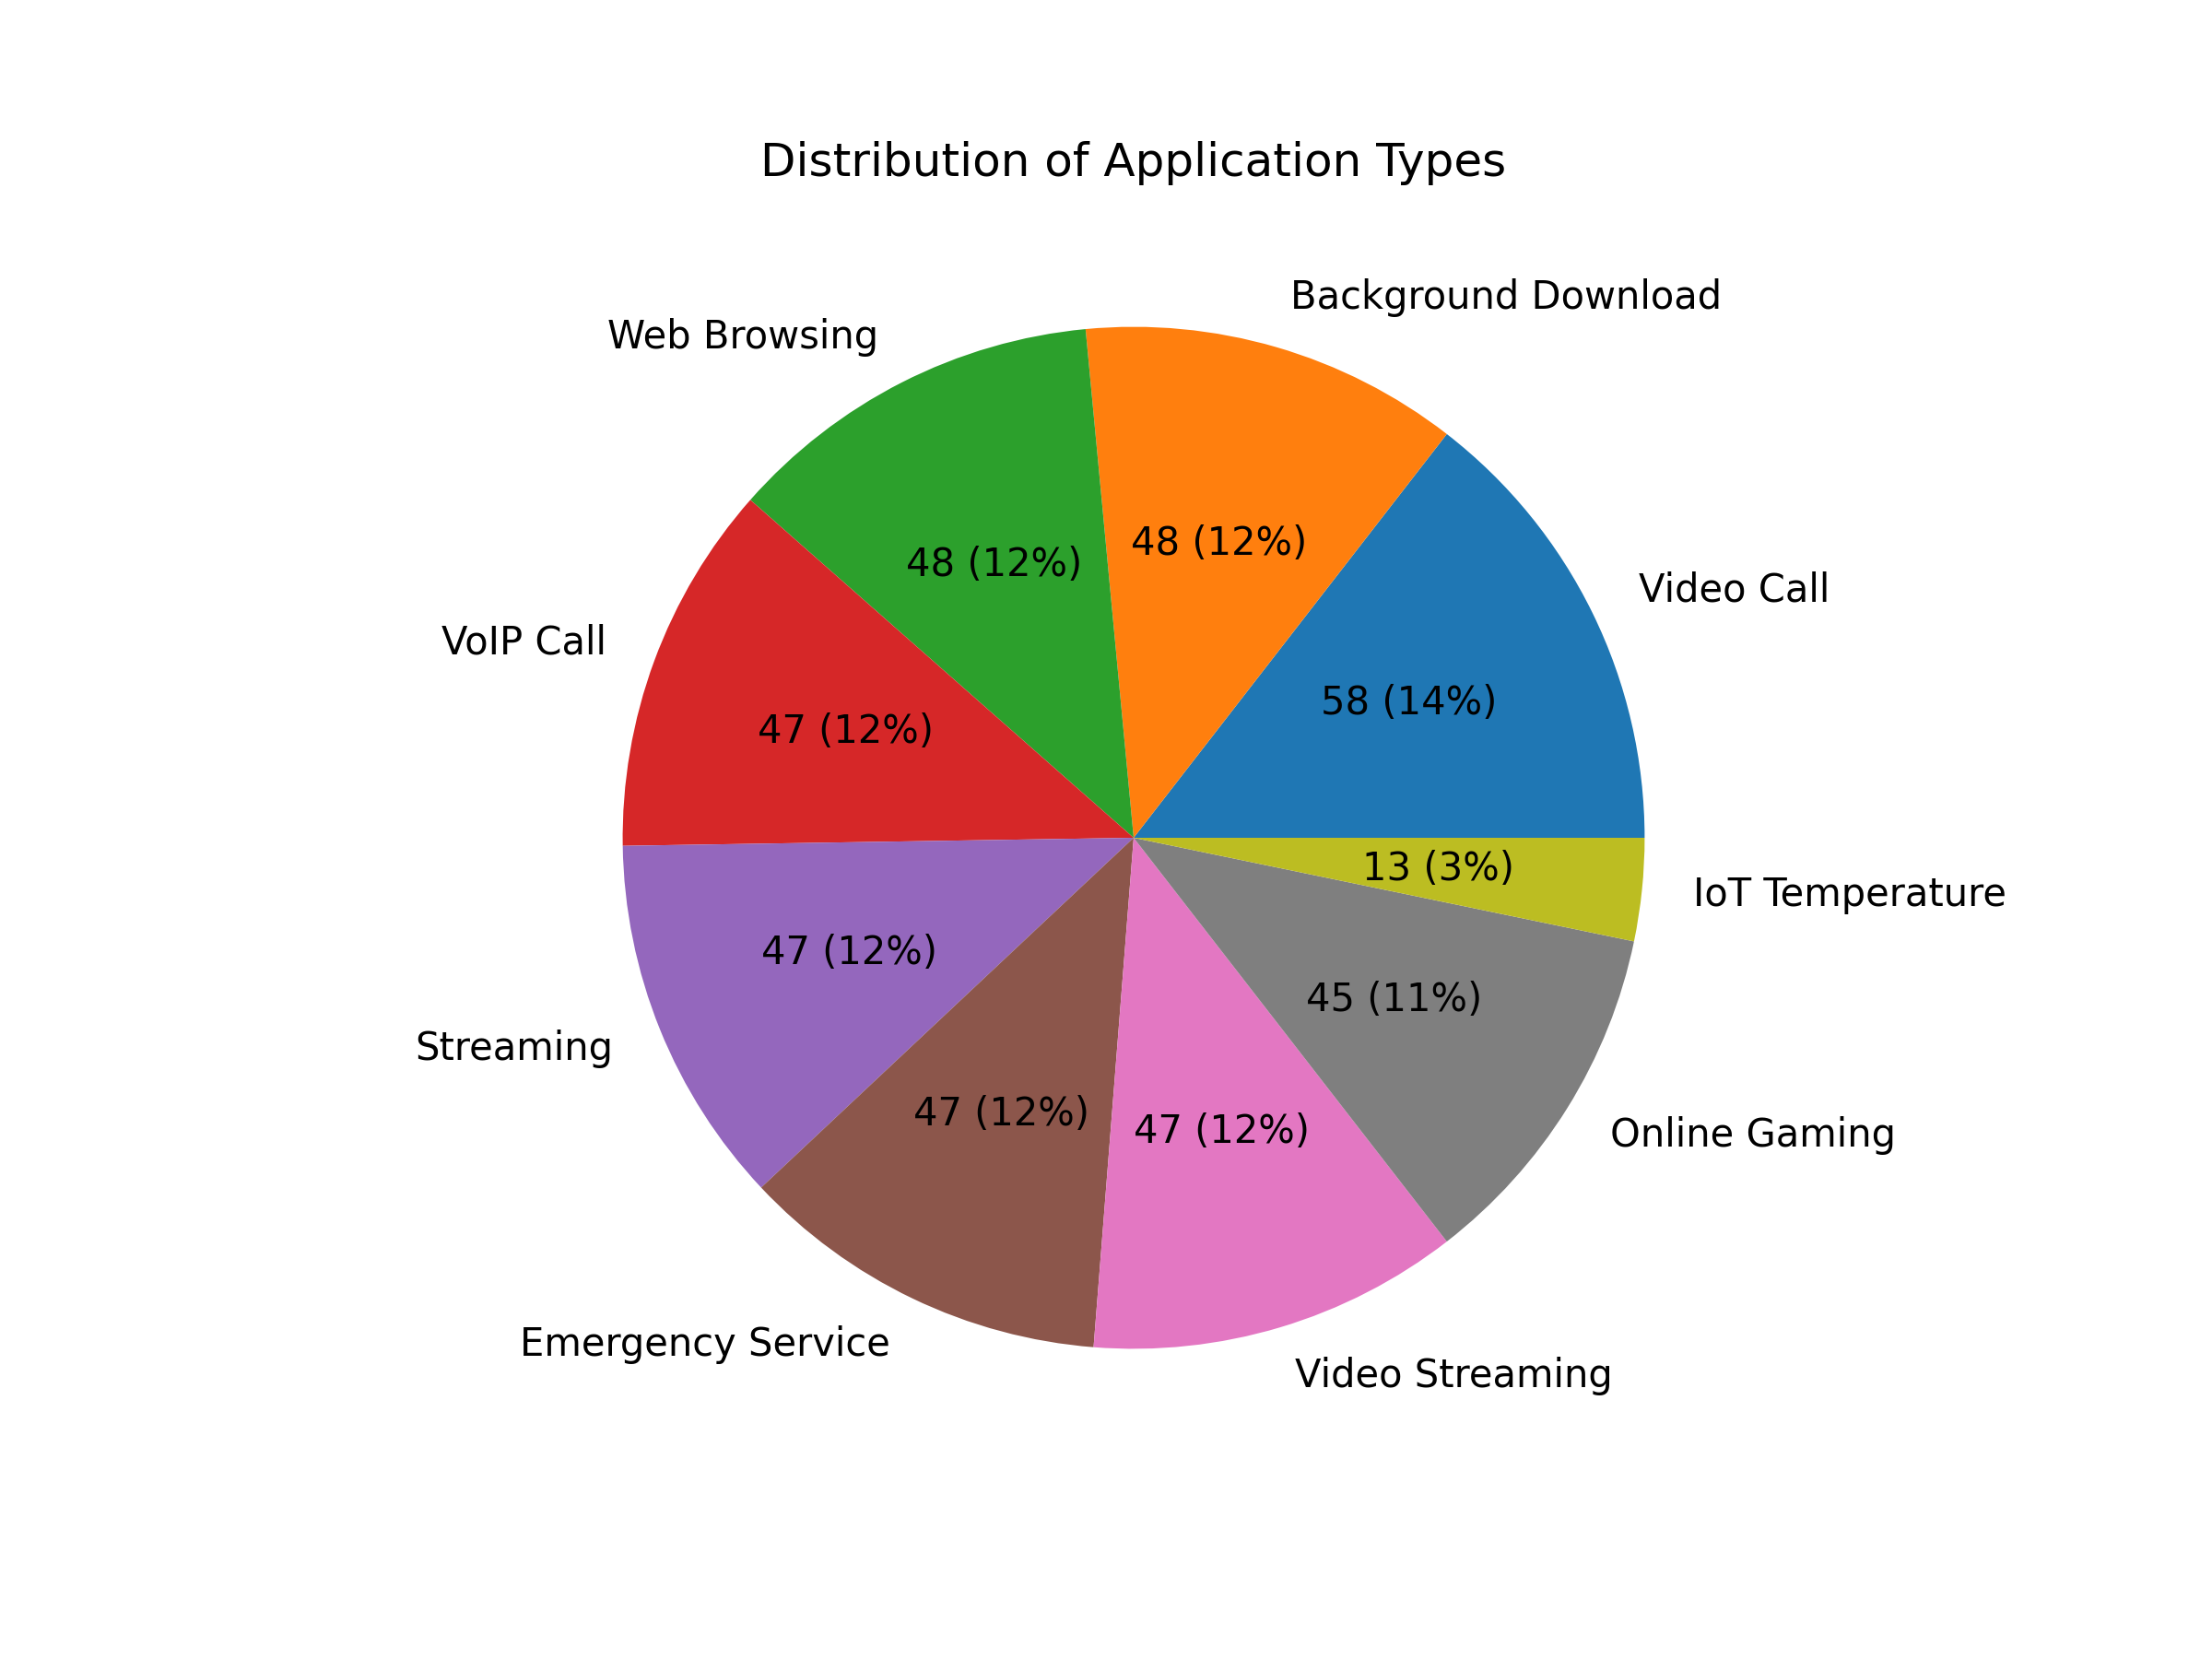 Distribution of Application Types
Background Download
Web Browsing
48 (12%)
48 (12%)
Video Call
VoIP Call
58 (14%)
47 (12%)
13 (3%)
IoT Temperature
47 (12%)
45 (11%)
Streaming
47 (12%)
47 (12%)
Online Gaming
Emergency Service
Video Streaming